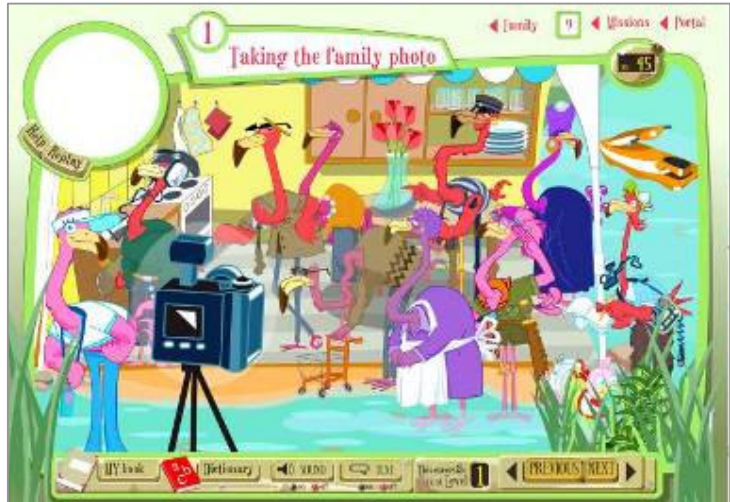 1
Taking the family photo
Family
9
Missions
Portal
45
Help Replay
MY book
Dictionary
SOUND
TEXT
1
PREVIOUS NEXT